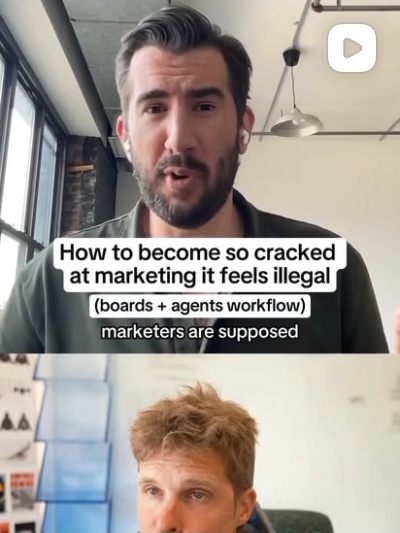 How to become so cracked
at marketing it feels illegal
(boards + agents workflow)
marketers are supposed